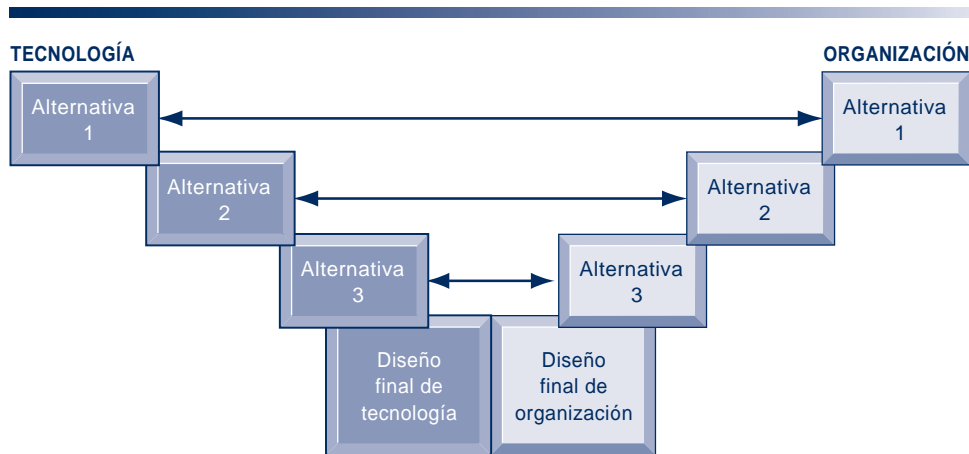 TECNOLOGÍA
ORGANIZACIÓN
Alternativa
1
Alternativa
1
Alternativa
2
Alternativa
2
Alternativa
3
Alternativa
3
Diseño
final de
tecnología
Diseño
final de
organización